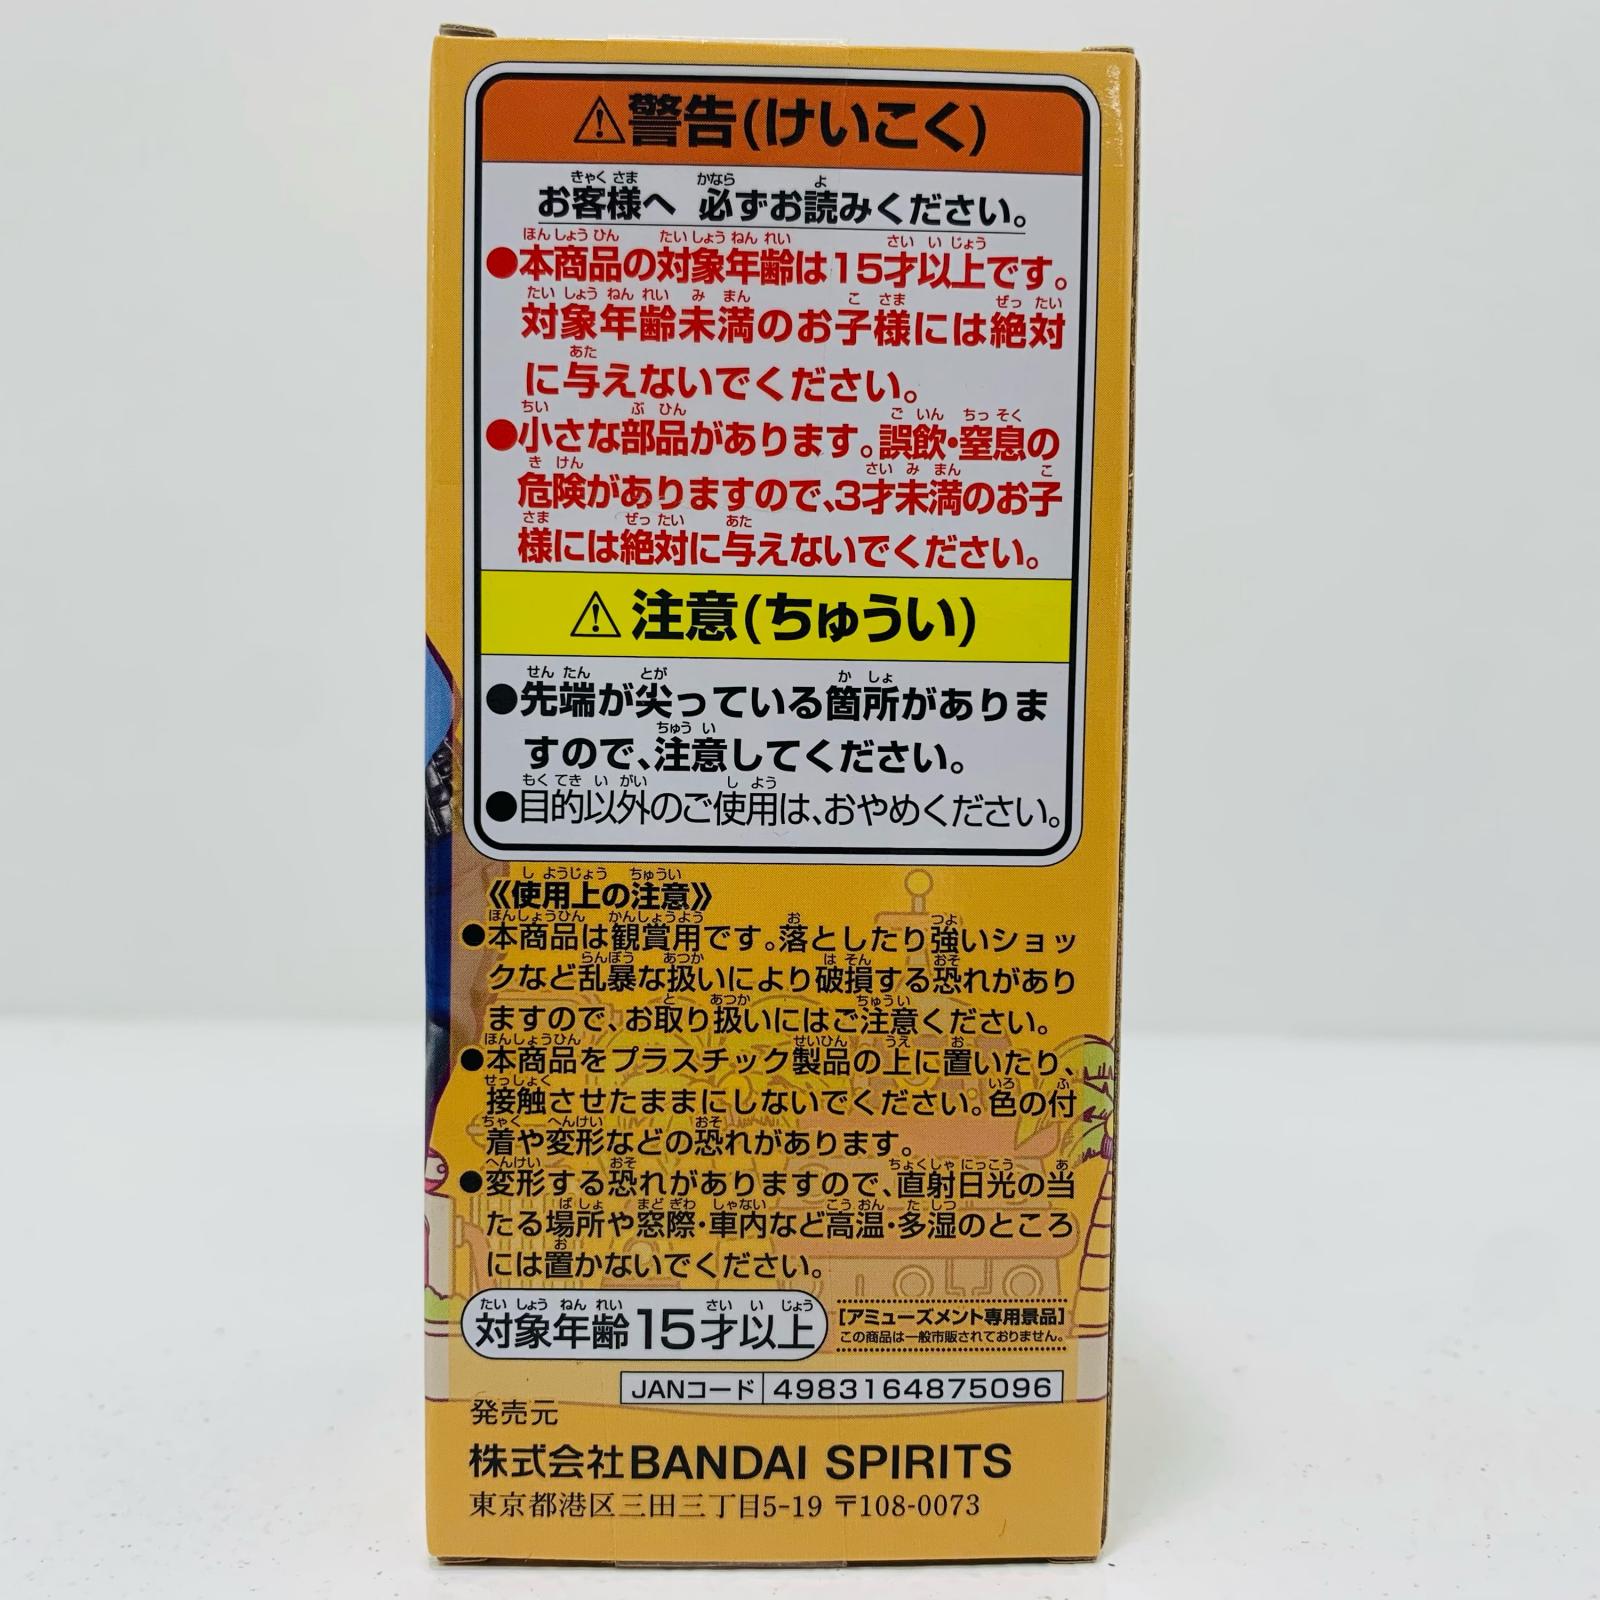 ⚠警告(けいこく)
お客様へ 必ずお読みください。
●本商品の対象年齢は15才以上です。
対象年齢未満のお子様には絶対
に与えないでください。
●小さな部品があります。誤飲・窒息の
危険がありますので、3才未満のお子
様には絶対に与えないでください。
⚠注意(ちゅうい)
●先端が尖っている箇所がありま
すので、注意してください。
●目的以外のご使用は、おやめください。
《使用上の注意》
●本商品は観賞用です。落としたり強いショッ
クなど乱暴な扱いにより破損する恐れがあり
ますので、お取り扱いにはご注意ください。
●本商品をプラスチック製品の上に置いたり、
接触させたままにしないでください。色の付
着や変形などの恐れがあります。
●変形する恐れがありますので、直射日光の当
たる場所や窓際・車内など高温・多湿のところ
には置かないでください。
対象年齢15才以上
[アミューズメント専用景品]
この商品は一般市販されておりません。
JANコード 4983164875096
発売元
株式会社BANDAI SPIRITS
東京都港区三田三丁目5-19 〒108-0073